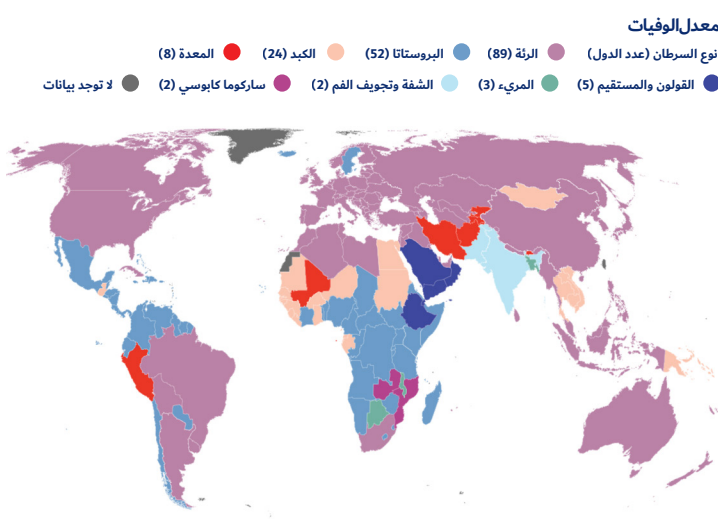 معدل الوفيات
نوع السرطان (عدد الدول) الرئة (89) البروستاتا (52) الكبد (24) المعدة (8)
القولون والمستقيم (5) المريء (3) الشفة وتجويف الفم (2) ساركوما كابوسي (2) لا توجد بيانات